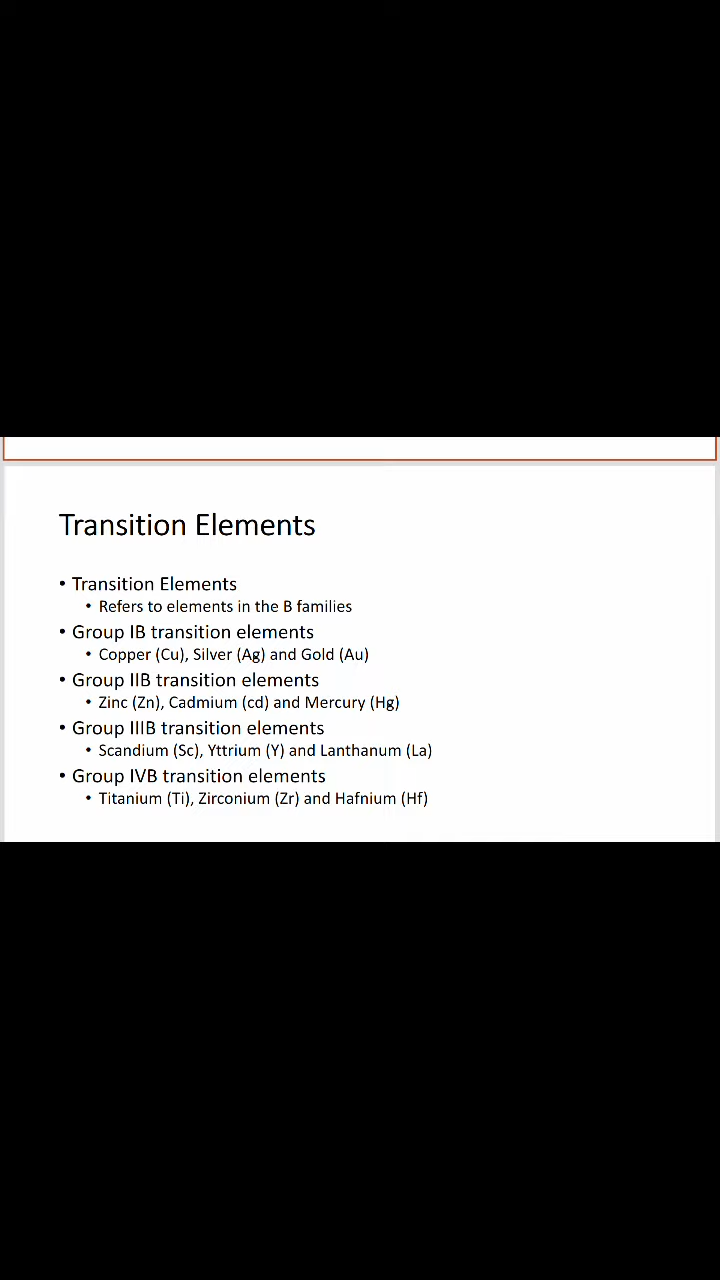 Transition Elements
• Transition Elements
• Refers to elements in the B families
• Group IB transition elements
• Copper (Cu), Silver (Ag) and Gold (Au)
• Group IIB transition elements
• Zinc (Zn), Cadmium (cd) and Mercury (Hg)
• Group IIIB transition elements
• Scandium (Sc), Yttrium (Y) and Lanthanum (La)
• Group IVB transition elements
• Titanium (Ti), Zirconium (Zr) and Hafnium (Hf)